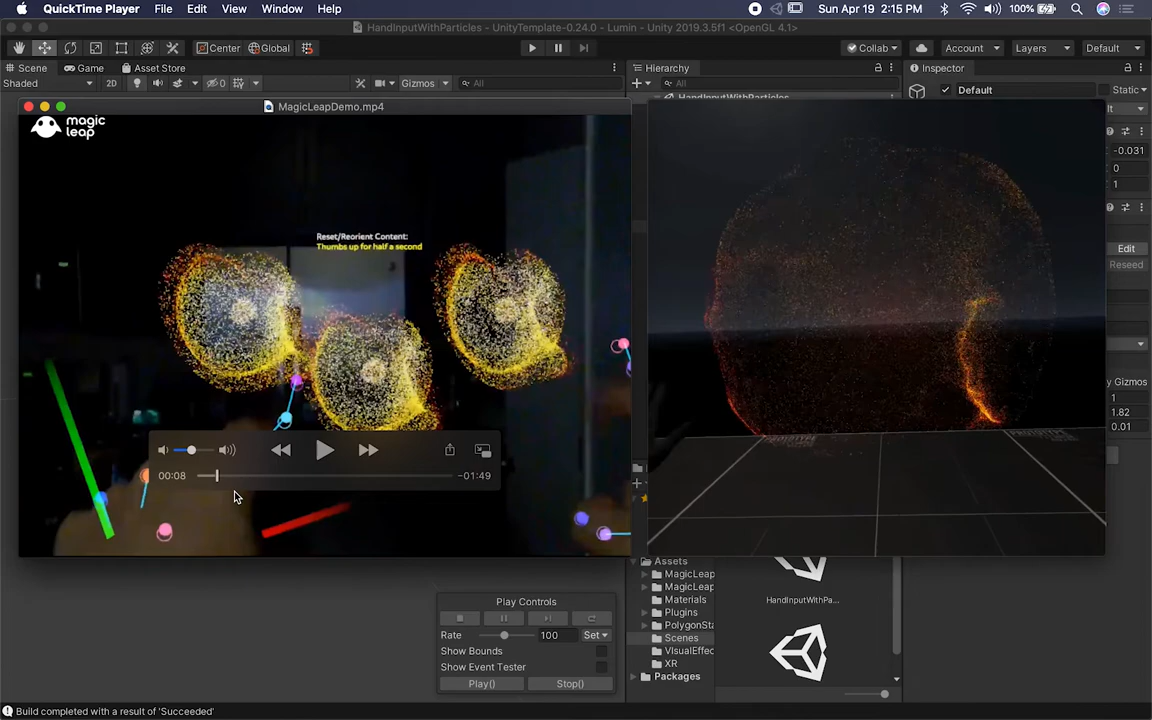 QuickTime Player File Edit View Window Help
Sun Apr 19 2:15 PM 100%
HandInputWithParticles - UnityTemplate-0.24.0 - Lumin - Unity 2019.3.5f1 <OpenGL 4.1>
Center Global Collab Account Layers Default
Scene Game Asset Store Hierarchy Inspector
Shaded 2D 0 Gizmos All All
HandInputWithParticles
Default Static
MagicLeapDemo.mp4
magic
leap
-0.031
0
1
Reset/Reorient Content:
Thumbs up for half a second
Edit
Reseed
y Gizmos
1
1.82
0.01
00:08 -01:49
Assets
MagicLeap
MagicLeap
Materials
Plugins
PolygonSta
Scenes
VIsualEffec
XR
Packages
HandInputWithPa...
Play Controls
Rate 100 Set
Show Bounds
Show Event Tester
Play() Stop()
Build completed with a result of 'Succeeded'